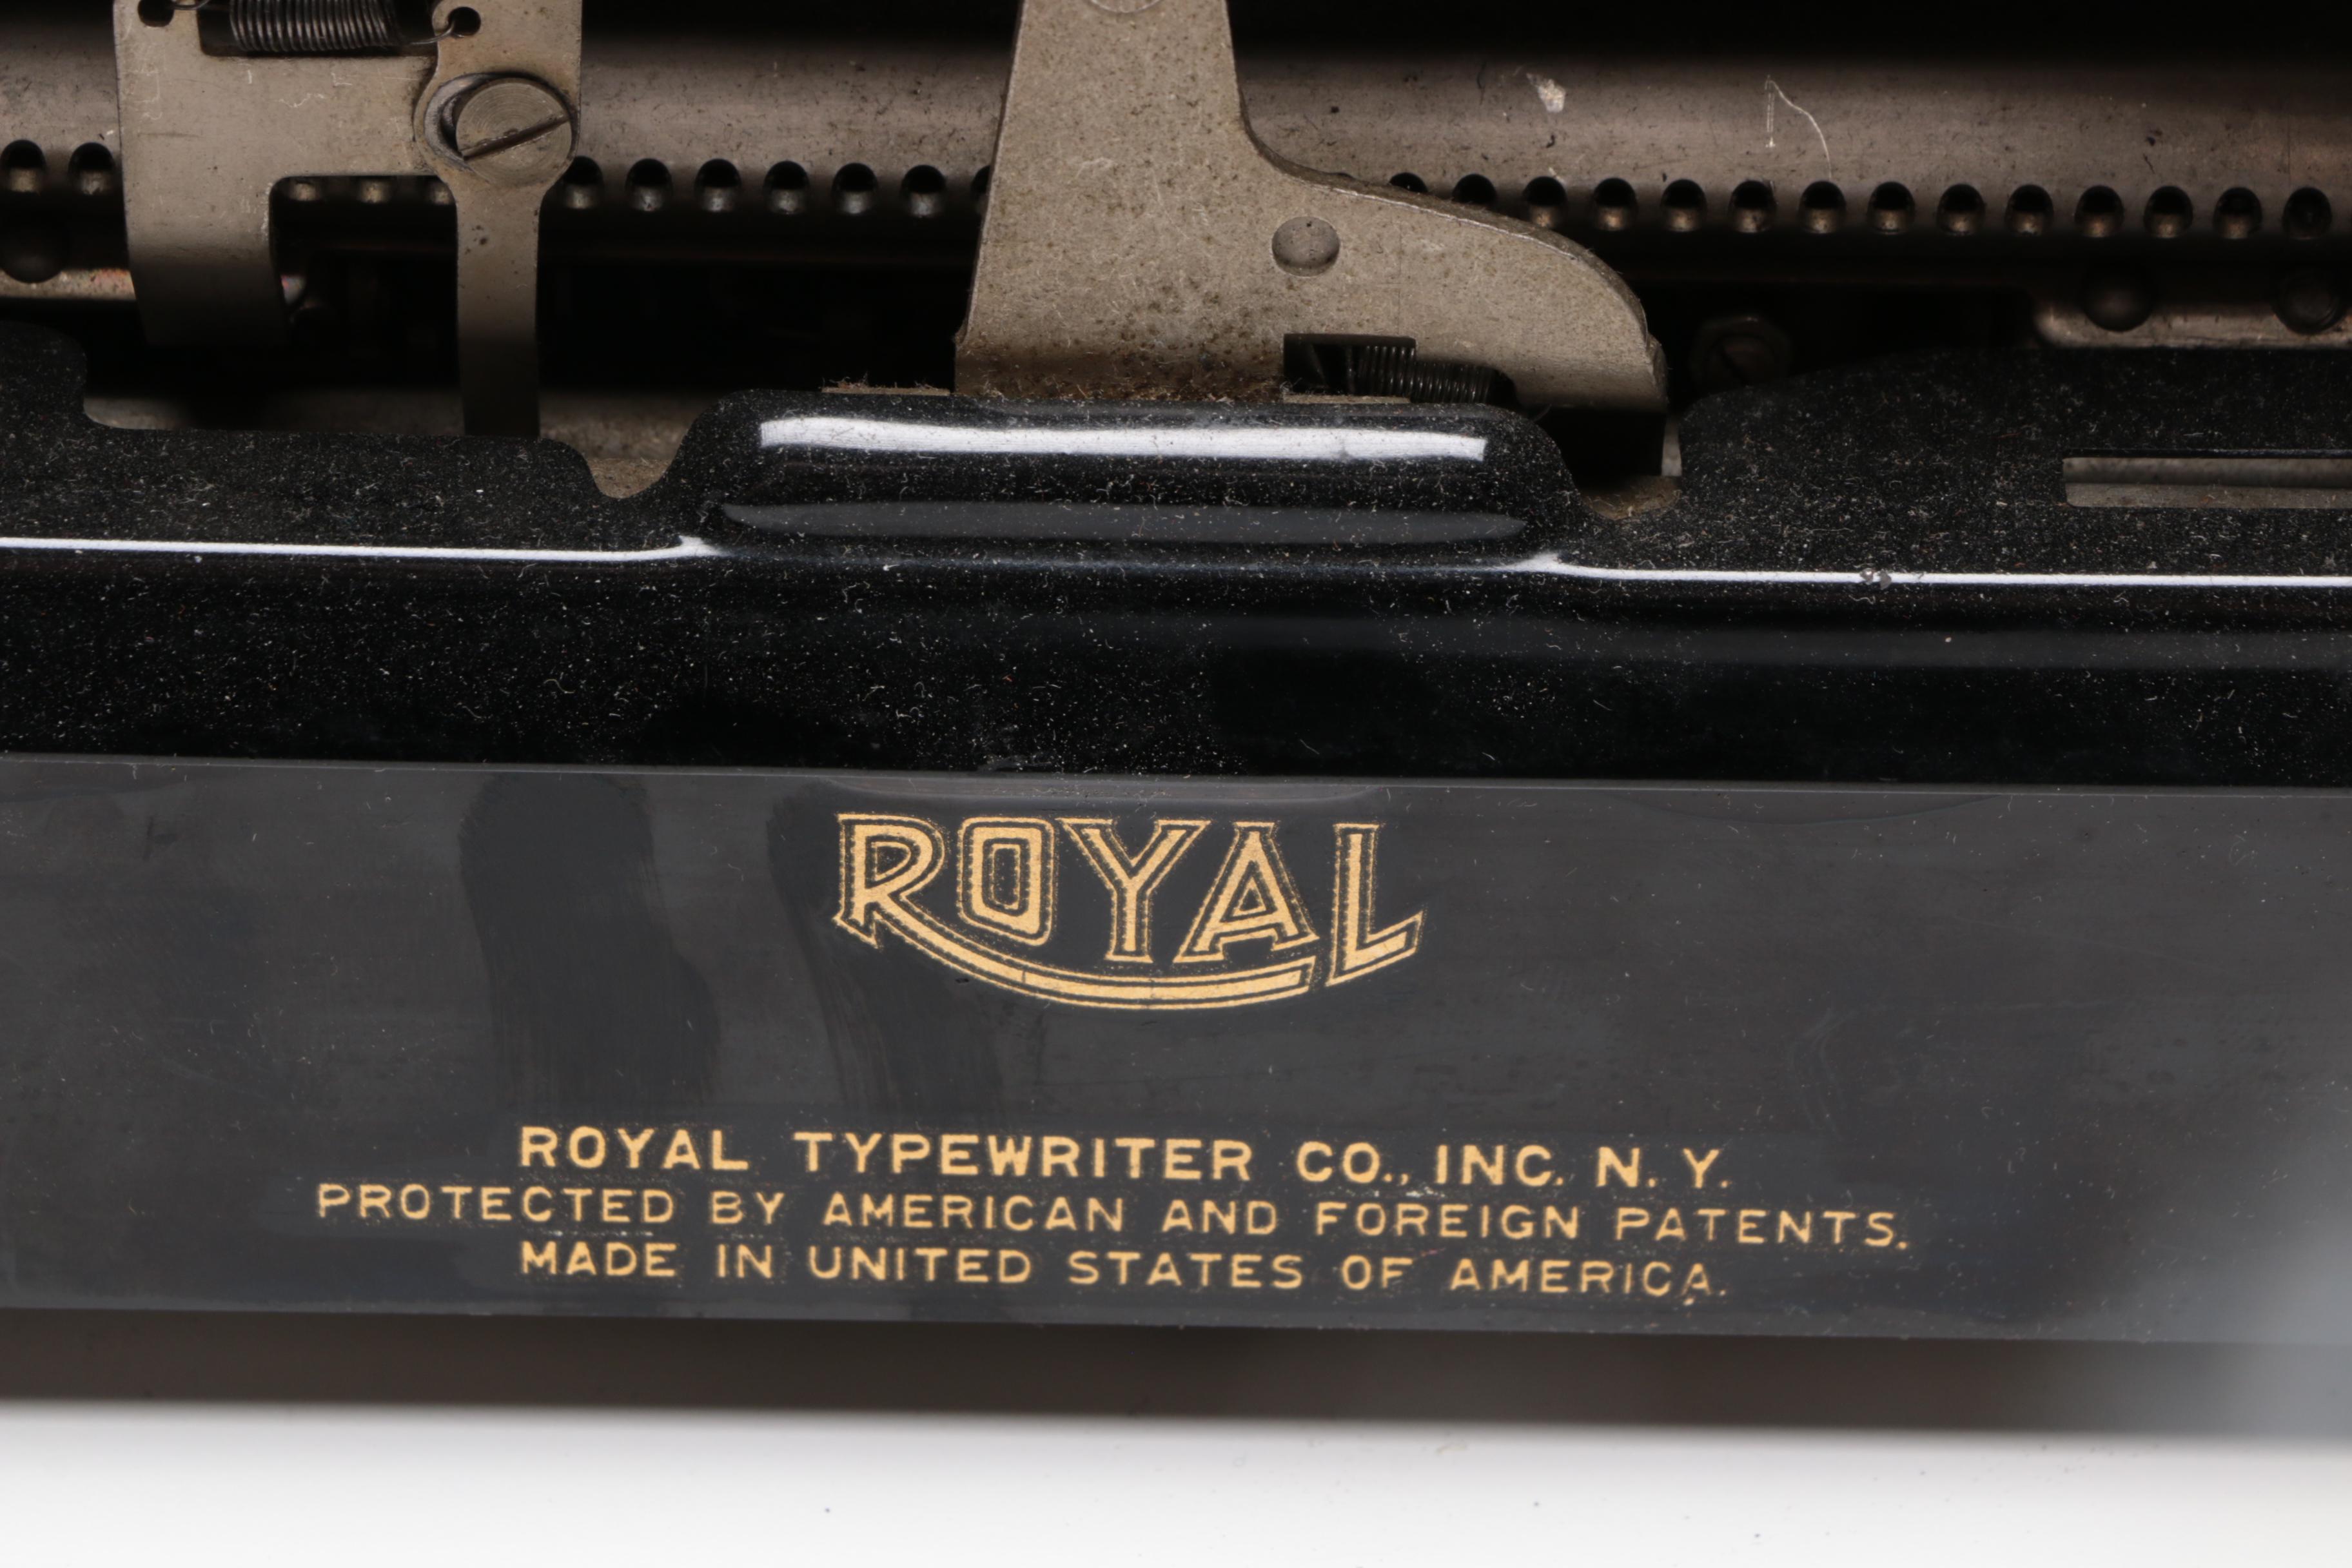 ROYAL
ROYAL TYPEWRITER CO., INC. N. Y.
PROTECTED BY AMERICAN AND FOREIGN PATENTS.
MADE IN UNITED STATES OF AMERICA.